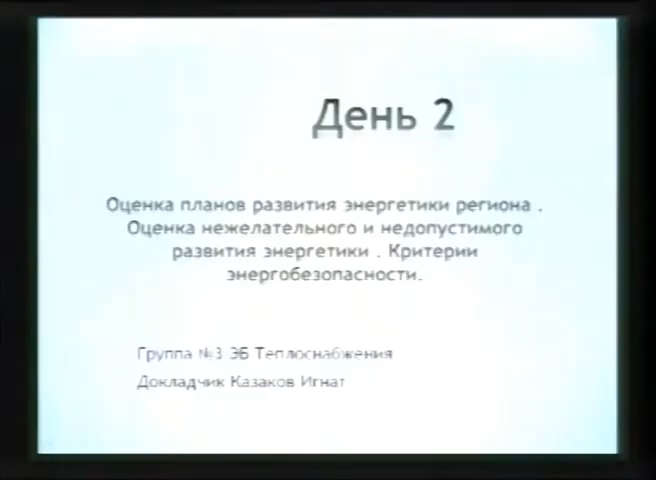 День 2
Оценка планов развития энергетики региона .
Оценка нежелательного и недопустимого
развития энергетики . Критерии
энергобезопасности.
Группа №3 ЭБ Теплоснабжения
Докладчик Казаков Игнат